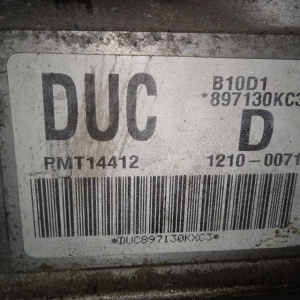 DUC
B10D1
*897130KC3
D
PMT14412
1210-0071
*DUC897130KXC3*